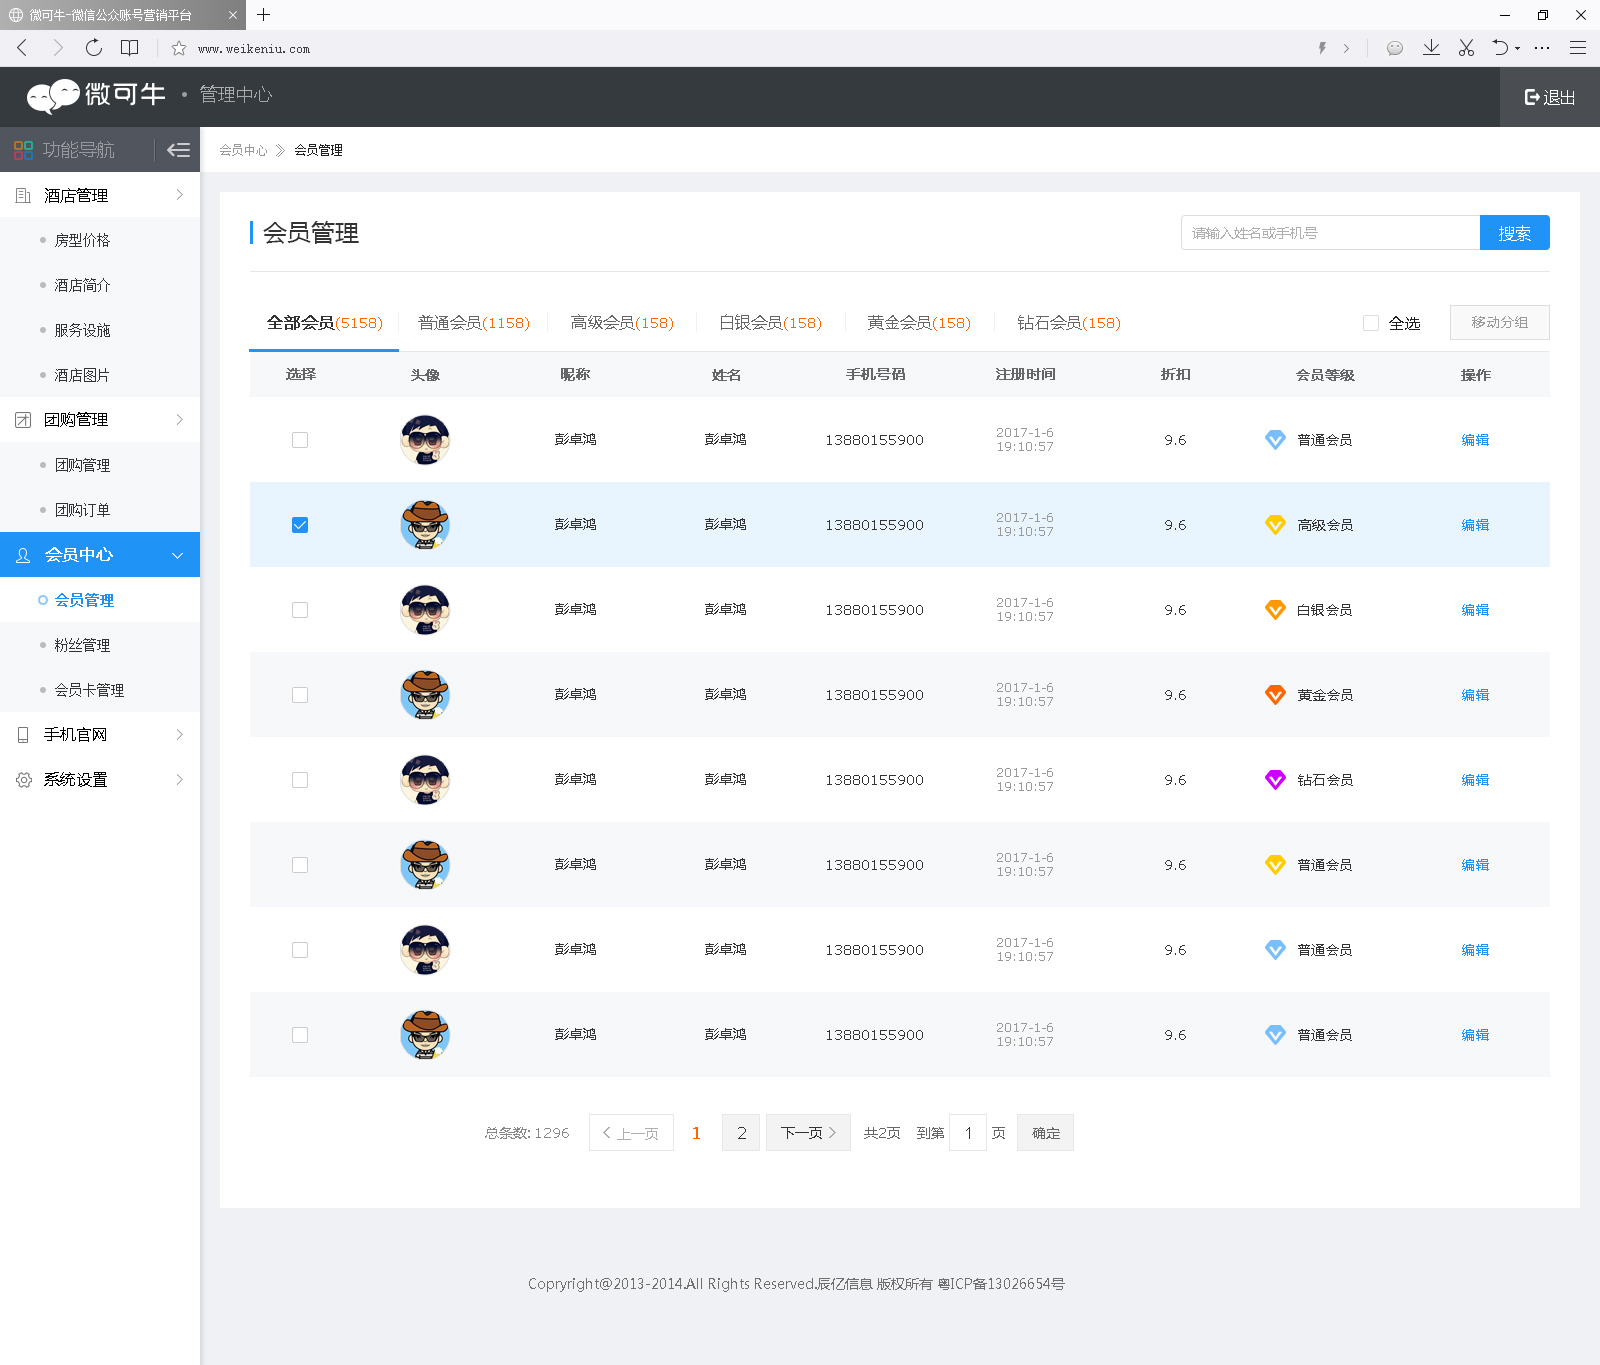 微可牛-微信公众账号营销平台
www.weikeniu.com
微可牛 · 管理中心
退出
功能导航
会员中心 会员管理
酒店管理
房型价格
酒店简介
服务设施
酒店图片
团购管理
团购管理
团购订单
会员中心
会员管理
粉丝管理
会员卡管理
手机官网
系统设置
会员管理
请输入姓名或手机号 搜索
全部会员(5158) 普通会员(1158) 高级会员(158) 白银会员(158) 黄金会员(158) 钻石会员(158) 全选 移动分组
选择 头像 昵称 姓名 手机号码 注册时间 折扣 会员等级 操作
彭卓鸿 彭卓鸿 13880155900 2017-1-6 19:10:57 9.6 普通会员 编辑
彭卓鸿 彭卓鸿 13880155900 2017-1-6 19:10:57 9.6 高级会员 编辑
彭卓鸿 彭卓鸿 13880155900 2017-1-6 19:10:57 9.6 白银会员 编辑
彭卓鸿 彭卓鸿 13880155900 2017-1-6 19:10:57 9.6 黄金会员 编辑
彭卓鸿 彭卓鸿 13880155900 2017-1-6 19:10:57 9.6 钻石会员 编辑
彭卓鸿 彭卓鸿 13880155900 2017-1-6 19:10:57 9.6 普通会员 编辑
彭卓鸿 彭卓鸿 13880155900 2017-1-6 19:10:57 9.6 普通会员 编辑
彭卓鸿 彭卓鸿 13880155900 2017-1-6 19:10:57 9.6 普通会员 编辑
总条数: 1296 上一页 1 2 下一页 共2页 到第 1 页 确定
Copryright@2013-2014.All Rights Reserved.辰亿信息 版权所有 粤ICP备13026654号